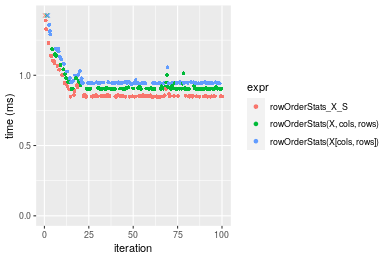 1.0
0.5
0.0
time (ms)
0
25
50
75
100
iteration
expr
rowOrderStats_X_S
rowOrderStats(X, cols, rows)
rowOrderStats(X[cols, rows])